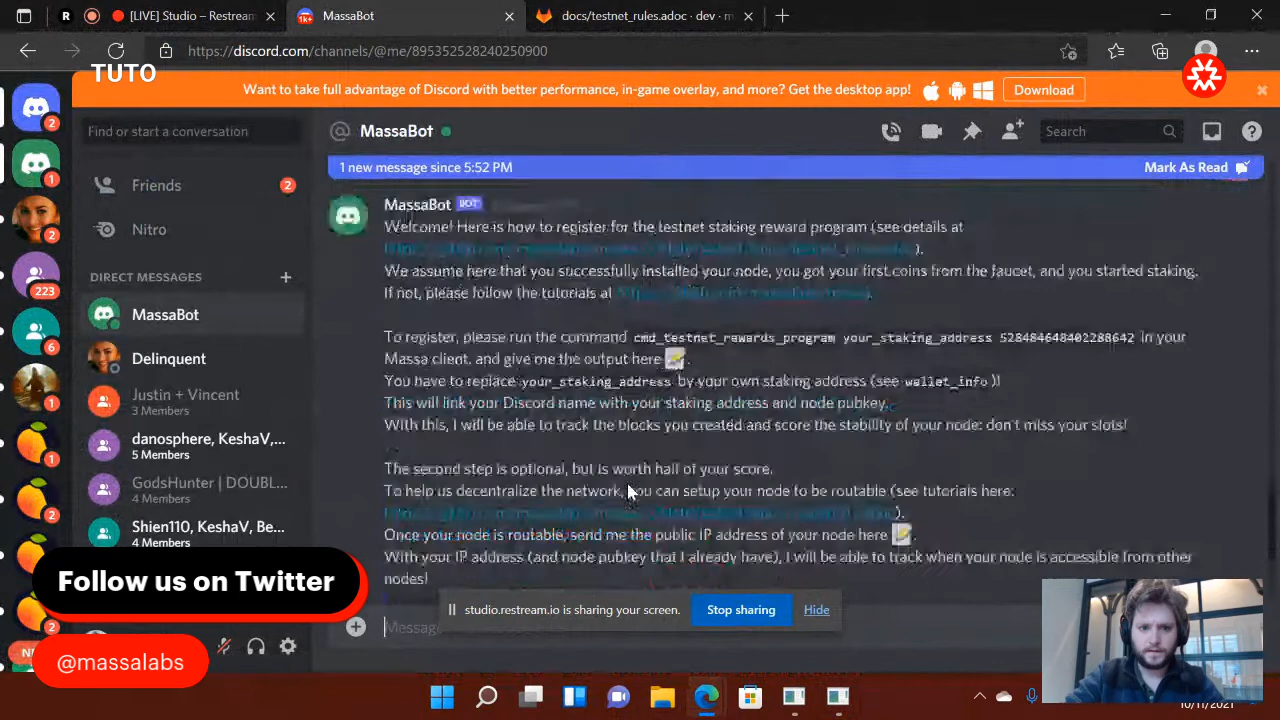 [LIVE] Studio – Restream
MassaBot
docs/testnet_rules.adoc · dev · m
https://discord.com/channels/@me/895352528240250900
TUTO
Want to take full advantage of Discord with better performance, in-game overlay, and more? Get the desktop app!
Download
Find or start a conversation
MassaBot
Search
1 new message since 5:52 PM
Mark As Read
Friends
2
Nitro
DIRECT MESSAGES
MassaBot
Delinquent
Justin + Vincent
3 Members
danosphere, KeshaV,...
5 Members
GodsHunter | DOUBL...
4 Members
Shien110, KeshaV, Be...
4 Members
2
1
2
223
6
1
1
2
MassaBot BOT
Welcome! Here is how to register for the testnet staking reward program (see details at
).
We assume here that you successfully installed your node, you got your first coins from the faucet, and you started staking.
If not, please follow the tutorials at
To register, please run the command cmd_testnet_rewards_program your_staking_address 528484648402288642 in your
Massa client, and give me the output here
You have to replace your_staking_address by your own staking address (see wallet_info )!
This will link your Discord name with your staking address and node pubkey.
With this, I will be able to track the blocks you created and score the stability of your node: don't miss your slots!
The second step is optional, but is worth half of your score.
To help us decentralize the network, you can setup your node to be routable (see tutorials here:
).
Once your node is routable, send me the public IP address of your node here
With your IP address (and node pubkey that I already have), I will be able to track when your node is accessible from other
nodes!
studio.restream.io is sharing your screen.
Stop sharing
Hide
Follow us on Twitter
@massalabs
10/11/2021